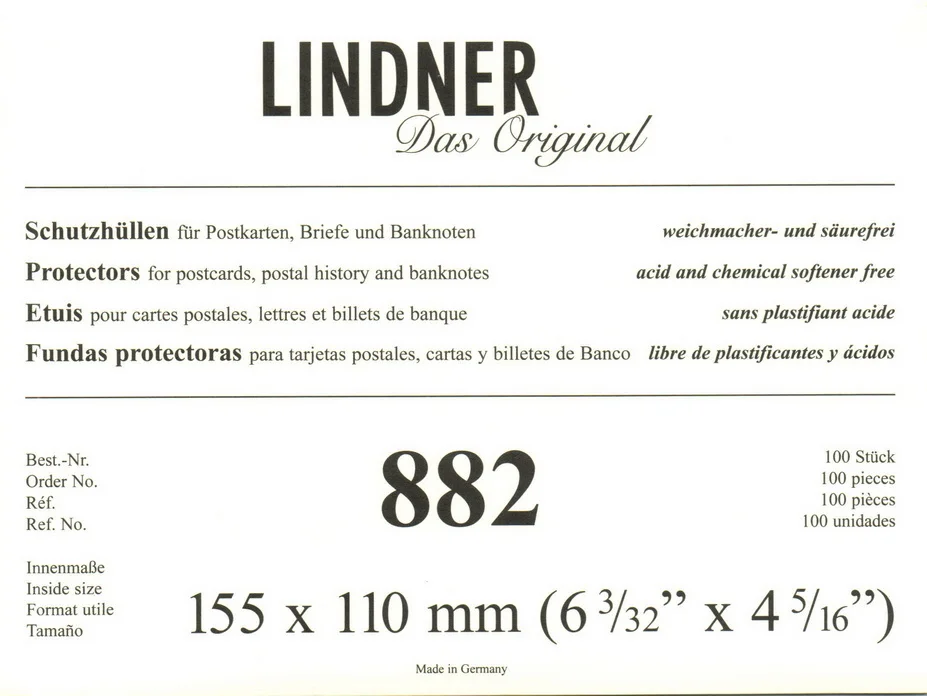 LINDNER
Das Original
Schutzhüllen für Postkarten, Briefe und Banknoten weichmacher- und säurefrei
Protectors for postcards, postal history and banknotes acid and chemical softener free
Etuis pour cartes postales, lettres et billets de banque sans plastifiant acide
Fundas protectoras para tarjetas postales, cartas y billetes de Banco libre de plastificantes y ácidos
Best.-Nr.
Order No.
Réf.
Ref. No.
882
100 Stück
100 pieces
100 pièces
100 unidades
Innenmaße
Inside size
Format utile
Tamaño
155 x 110 mm (6 3/32” x 4 5/16”)
Made in Germany